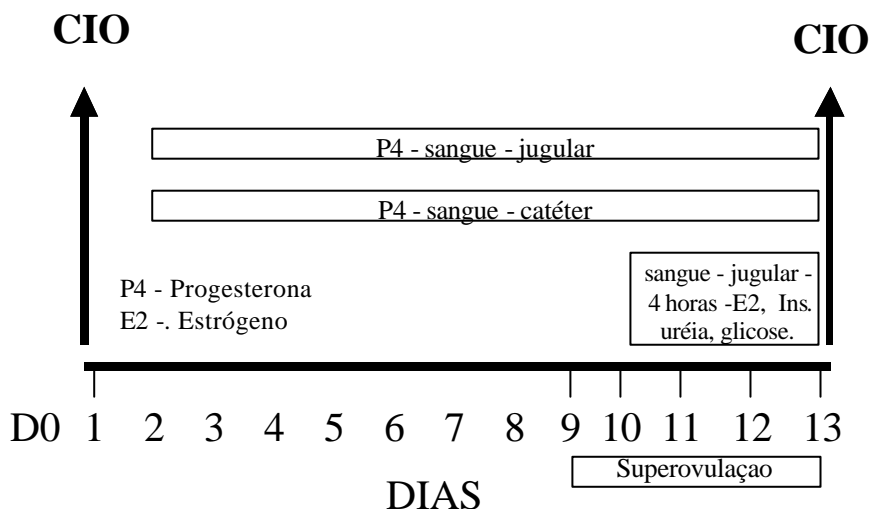 CIO
CIO
P4 - sangue - jugular
P4 - sangue - catéter
sangue - jugular -
4 horas -E2, Ins.
uréia, glicose.
P4 - Progesterona
E2 -. Estrógeno
D0 1 2 3 4 5 6 7 8 9 10 11 12 13
Superovulaçao
DIAS